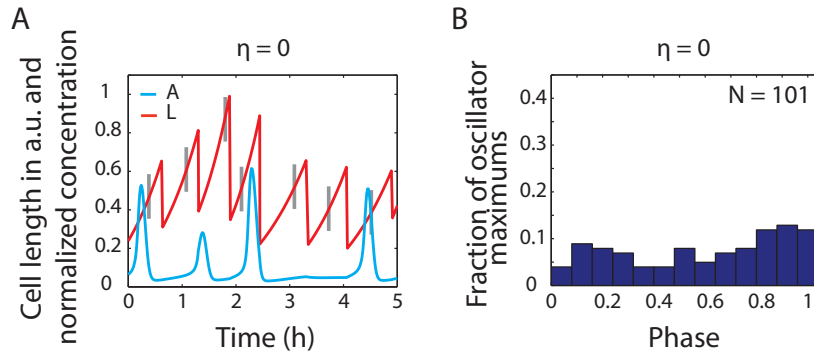 A
η = 0
Cell length in a.u. and
normalized concentration
1
0.8
0.6
0.4
0.2
0
A
L
0
1
2
3
4
5
Time (h)
B
η = 0
N = 101
Fraction of oscillator
maximums
0.4
0.3
0.2
0.1
0
0
0.2
0.4
0.6
0.8
1
Phase